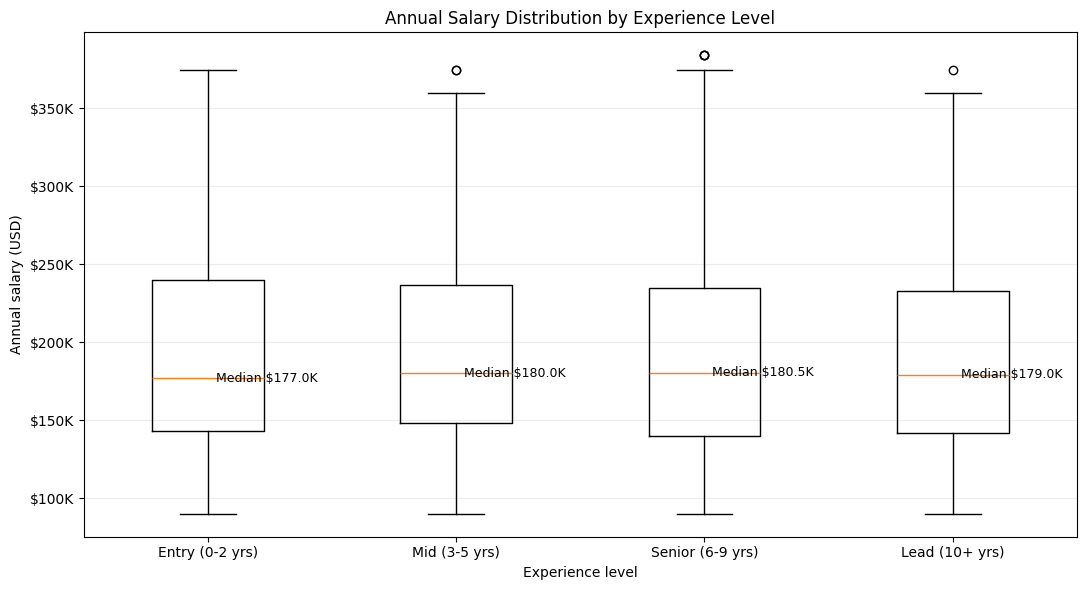 Annual Salary Distribution by Experience Level
Annual salary (USD)
$350K
$300K
$250K
$200K
$150K
$100K
Median $177.0K
Median $180.0K
Median $180.5K
Median $179.0K
Entry (0-2 yrs)
Mid (3-5 yrs)
Senior (6-9 yrs)
Lead (10+ yrs)
Experience level